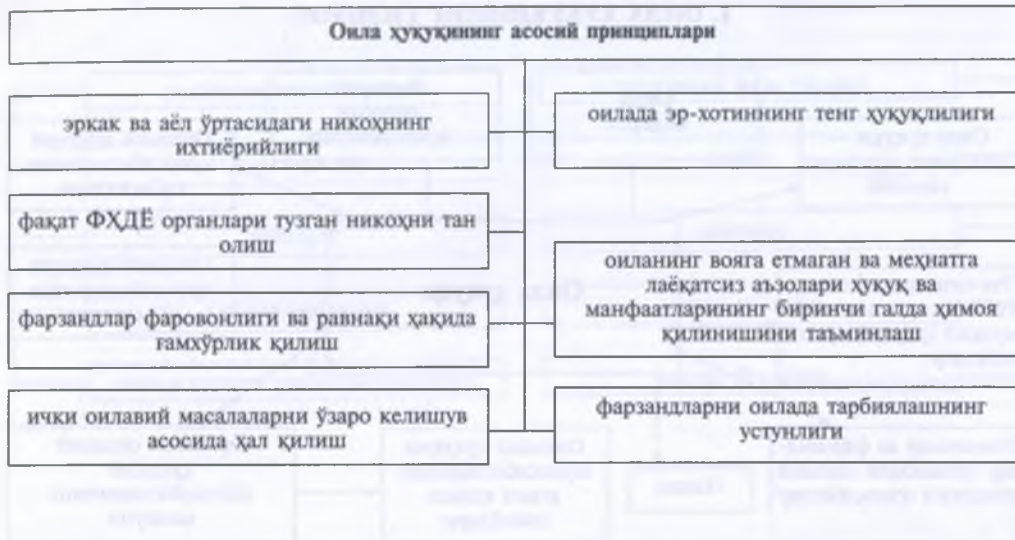 Оила ҳуқуқининг асосий принциплари
эркак ва аёл ўртасидаги никоҳнинг
ихтиёрийлиги
оилада эр-хотиннинг тенг ҳуқуқлилиги
фақат ФҲДЁ органлари тузган никоҳни тан
олиш
оиланинг вояга етмаган ва меҳнатга
лаёқатсиз аъзолари ҳуқуқ ва
манфаатларининг биринчи галда ҳимоя
қилинишини таъминлаш
фарзандлар фаровонлиги ва равнақи ҳақида
ғамхўрлик қилиш
ички оилавий масалаларни ўзаро келишув
асосида ҳал қилиш
фарзандларни оилада тарбиялашнинг
устунлиги